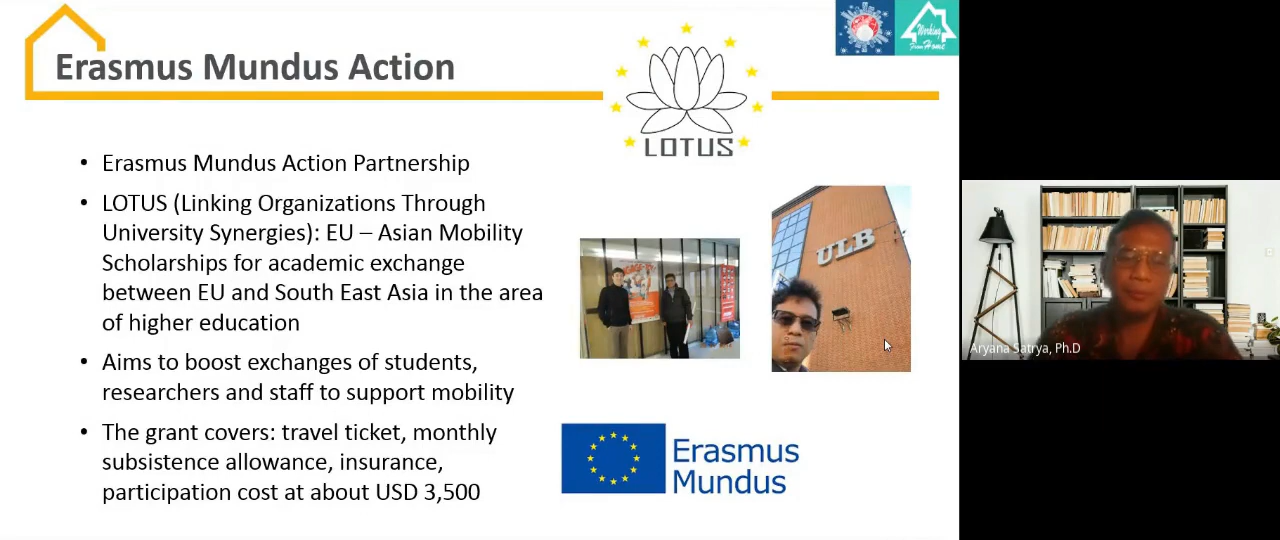 Erasmus Mundus Action
LOTUS
Working
From Home
• Erasmus Mundus Action Partnership
• LOTUS (Linking Organizations Through
University Synergies): EU – Asian Mobility
Scholarships for academic exchange
between EU and South East Asia in the area
of higher education
• Aims to boost exchanges of students,
researchers and staff to support mobility
• The grant covers: travel ticket, monthly
subsistence allowance, insurance,
participation cost at about USD 3,500
ULB
Erasmus
Mundus
Aryana Satrya, Ph.D